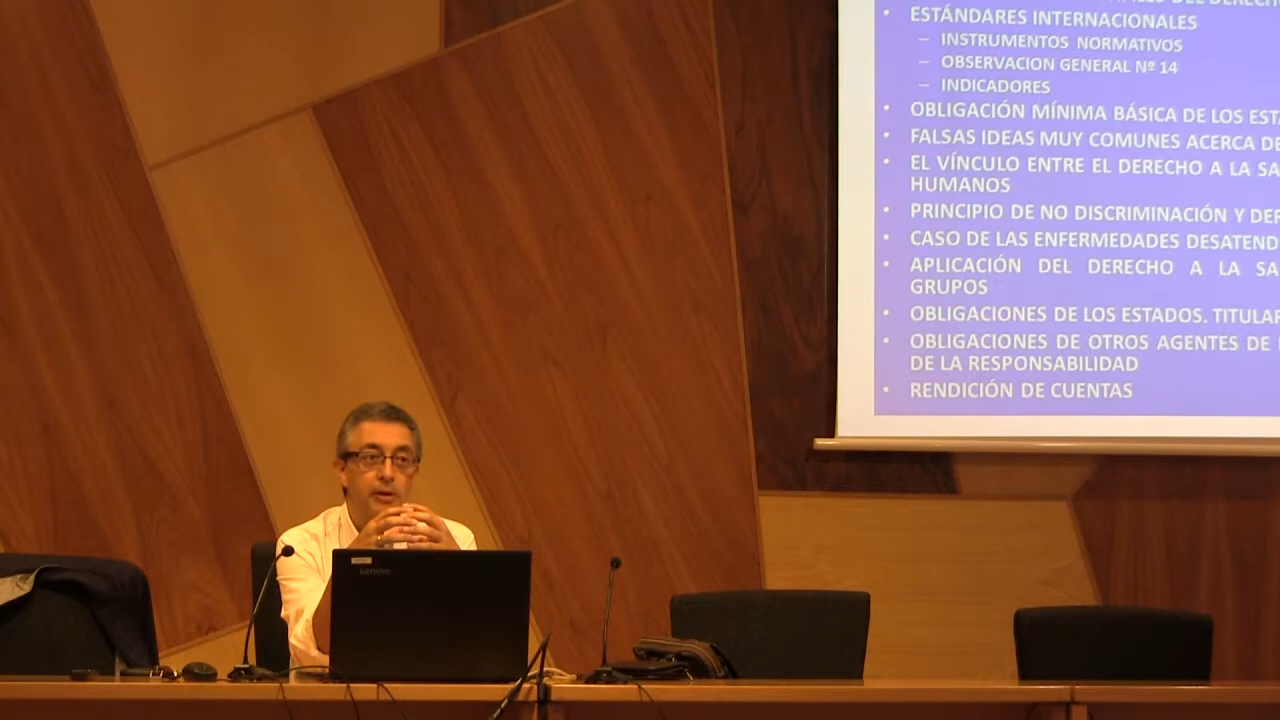 ESTÁNDARES INTERNACIONALES
INSTRUMENTOS NORMATIVOS
OBSERVACION GENERAL Nº 14
INDICADORES
OBLIGACIÓN MÍNIMA BÁSICA DE LOS
FALSAS IDEAS MUY COMUNES ACERCA DE
EL VÍNCULO ENTRE EL DERECHO A LA
HUMANOS
PRINCIPIO DE NO DISCRIMINACIÓN Y
CASO DE LAS ENFERMEDADES
APLICACIÓN DEL DERECHO A LA
GRUPOS
OBLIGACIONES DE LOS ESTADOS.
OBLIGACIONES DE OTROS AGENTES DE
DE LA RESPONSABILIDAD
RENDICIÓN DE CUENTAS
Lenovo